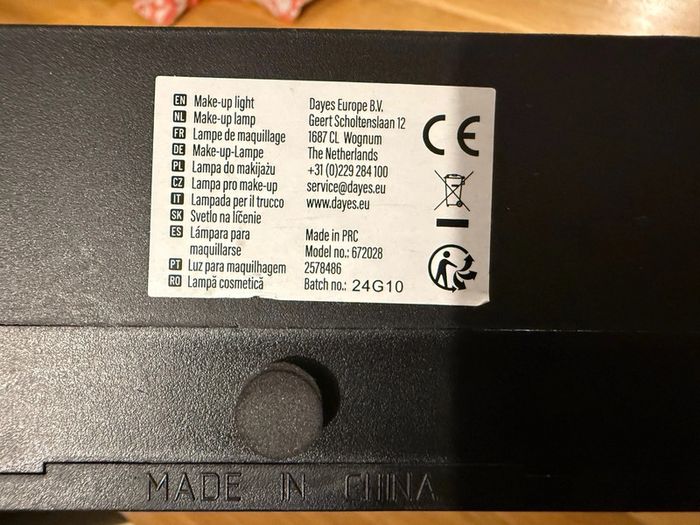 EN Make-up light
NL Make-up lamp
FR Lampe de maquillage
DE Make-up-Lampe
PL Lampa do makijażu
CZ Lampa pro make-up
IT Lampada per il trucco
SK Svetlo na líčenie
ES Lámpara para
maquillarse
PT Luz para maquilhagem
RO Lampă cosmetică
Dayes Europe B.V.
Geert Scholtenslaan 12
1687 CL Wognum
The Netherlands
+31 (0)229 284 100
service@dayes.eu
www.dayes.eu
Made in PRC
Model no.: 672028
2578486
Batch no.: 24G10
CE
MADE IN CHINA